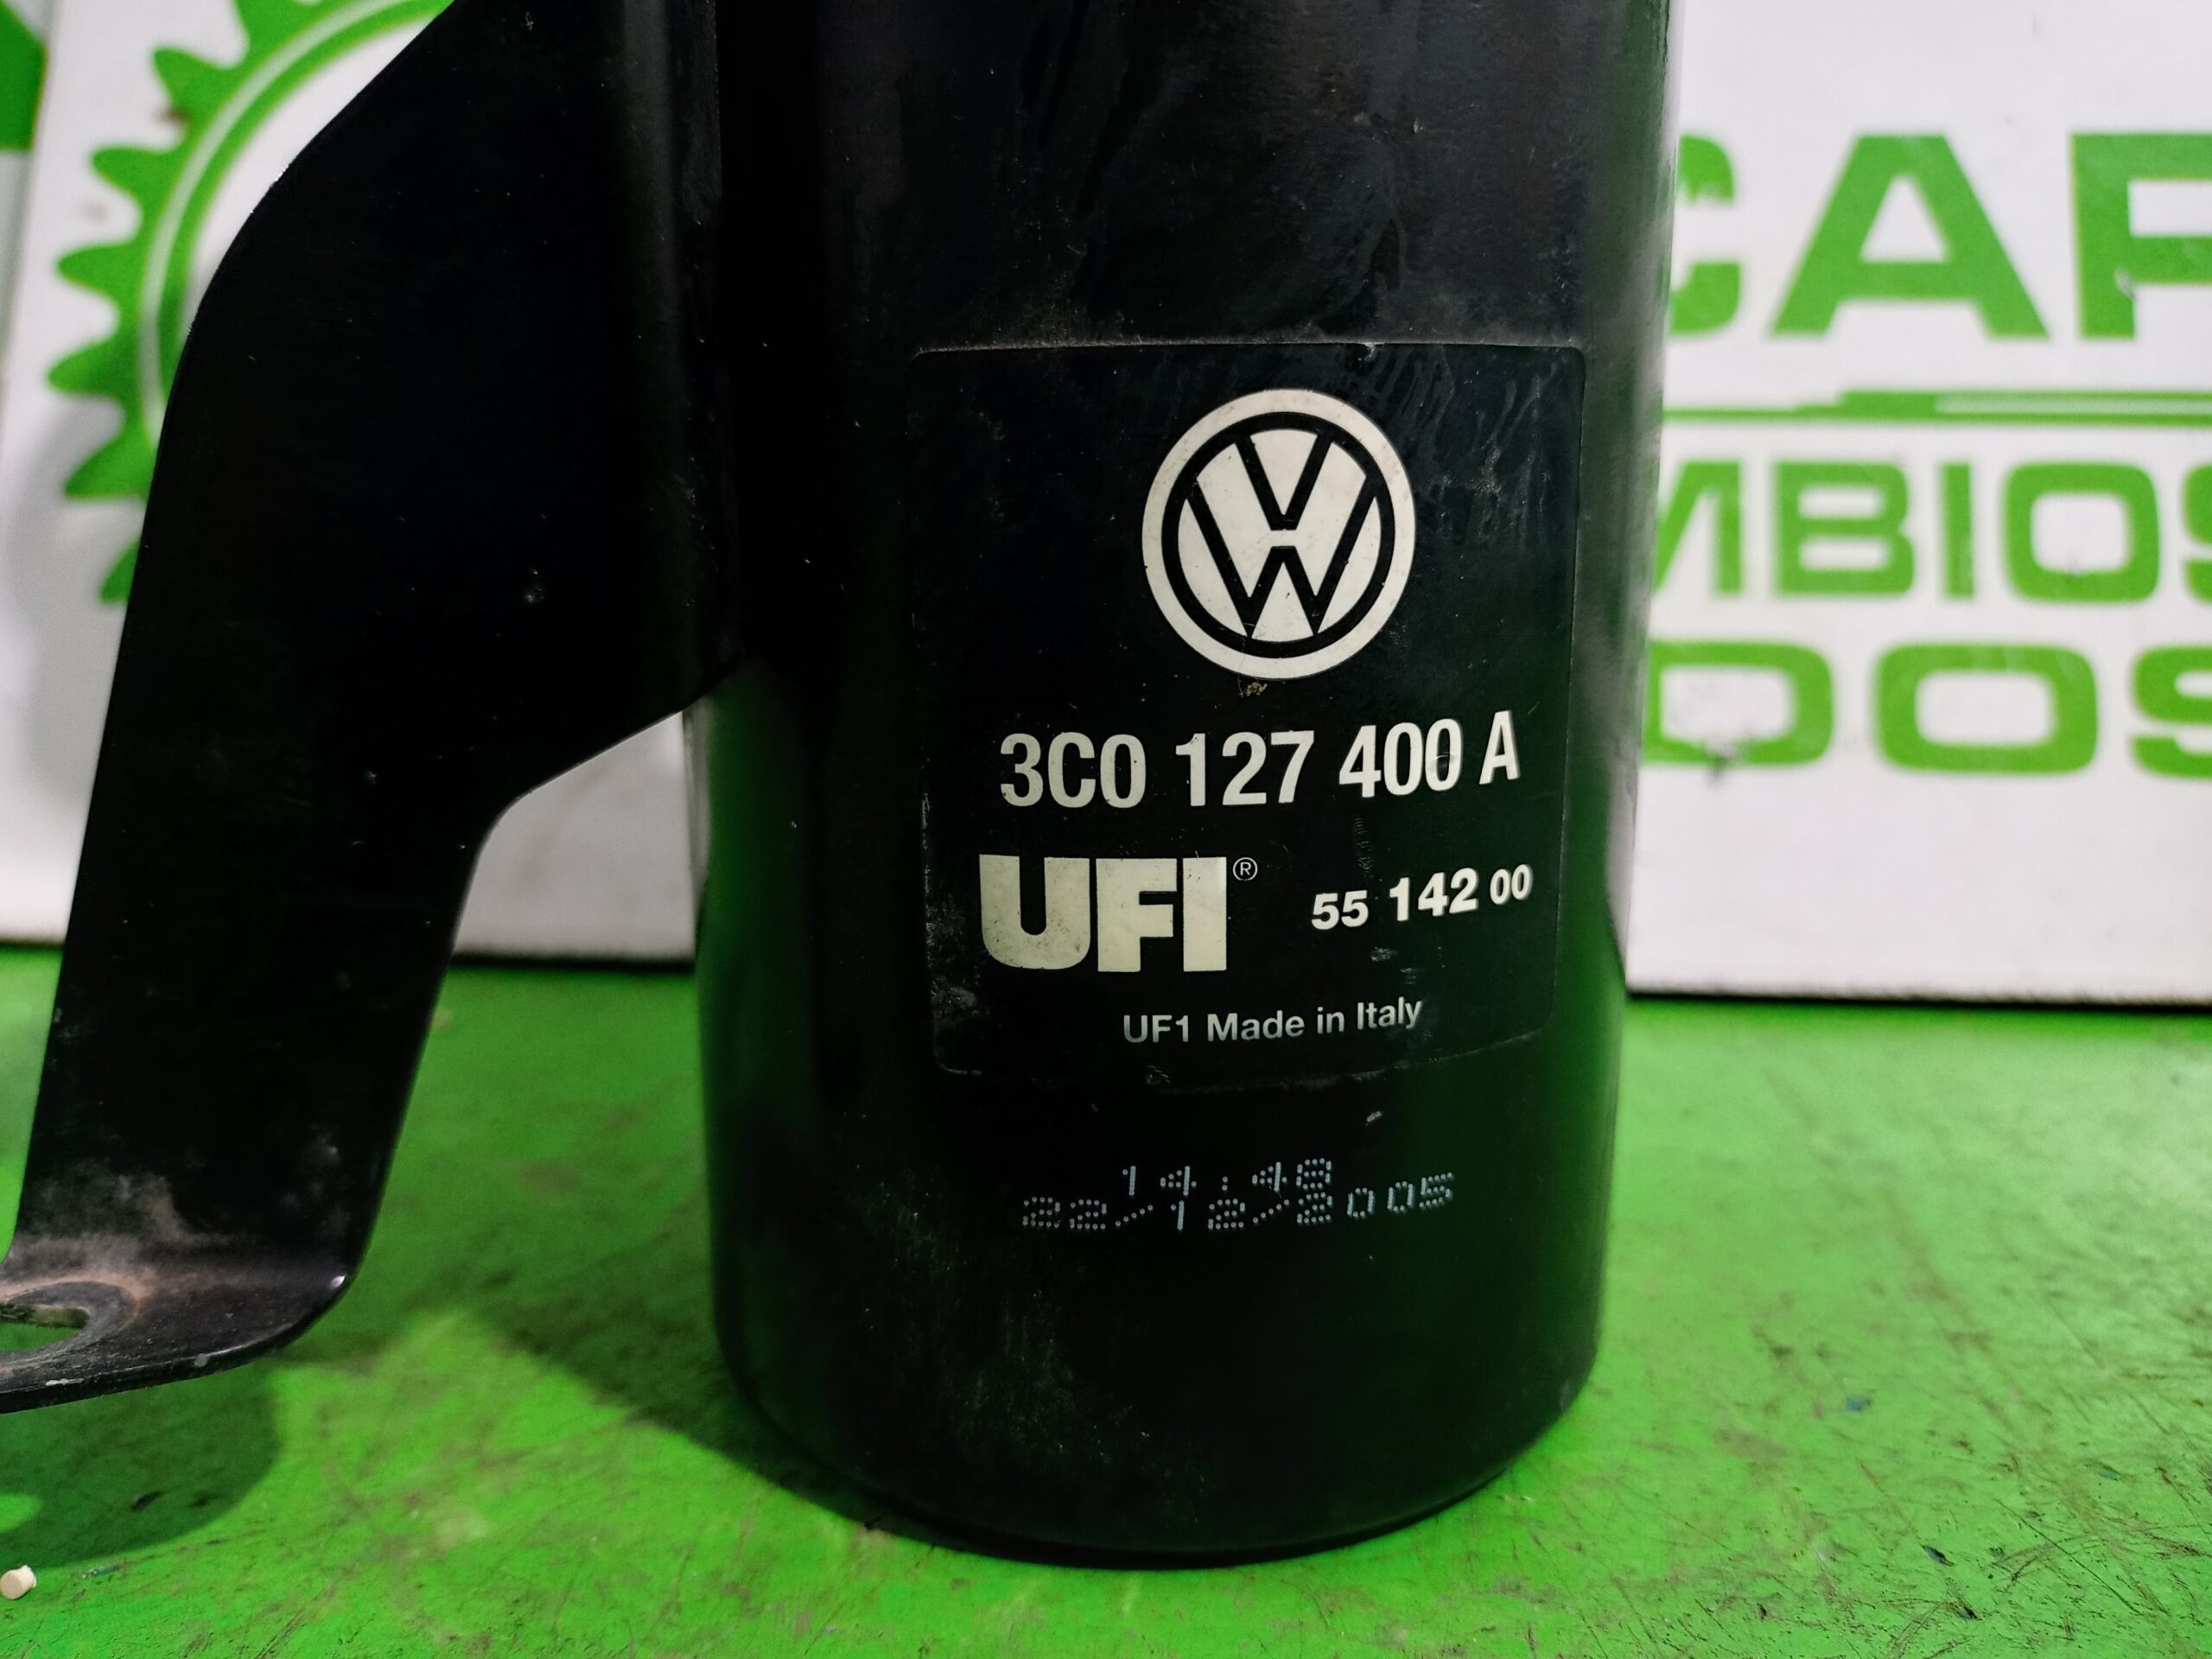 CAR
MBIOS
DOS
3C0 127 400 A
UFI® 55 142 00
UF1 Made in Italy
14:48
22/12/2005